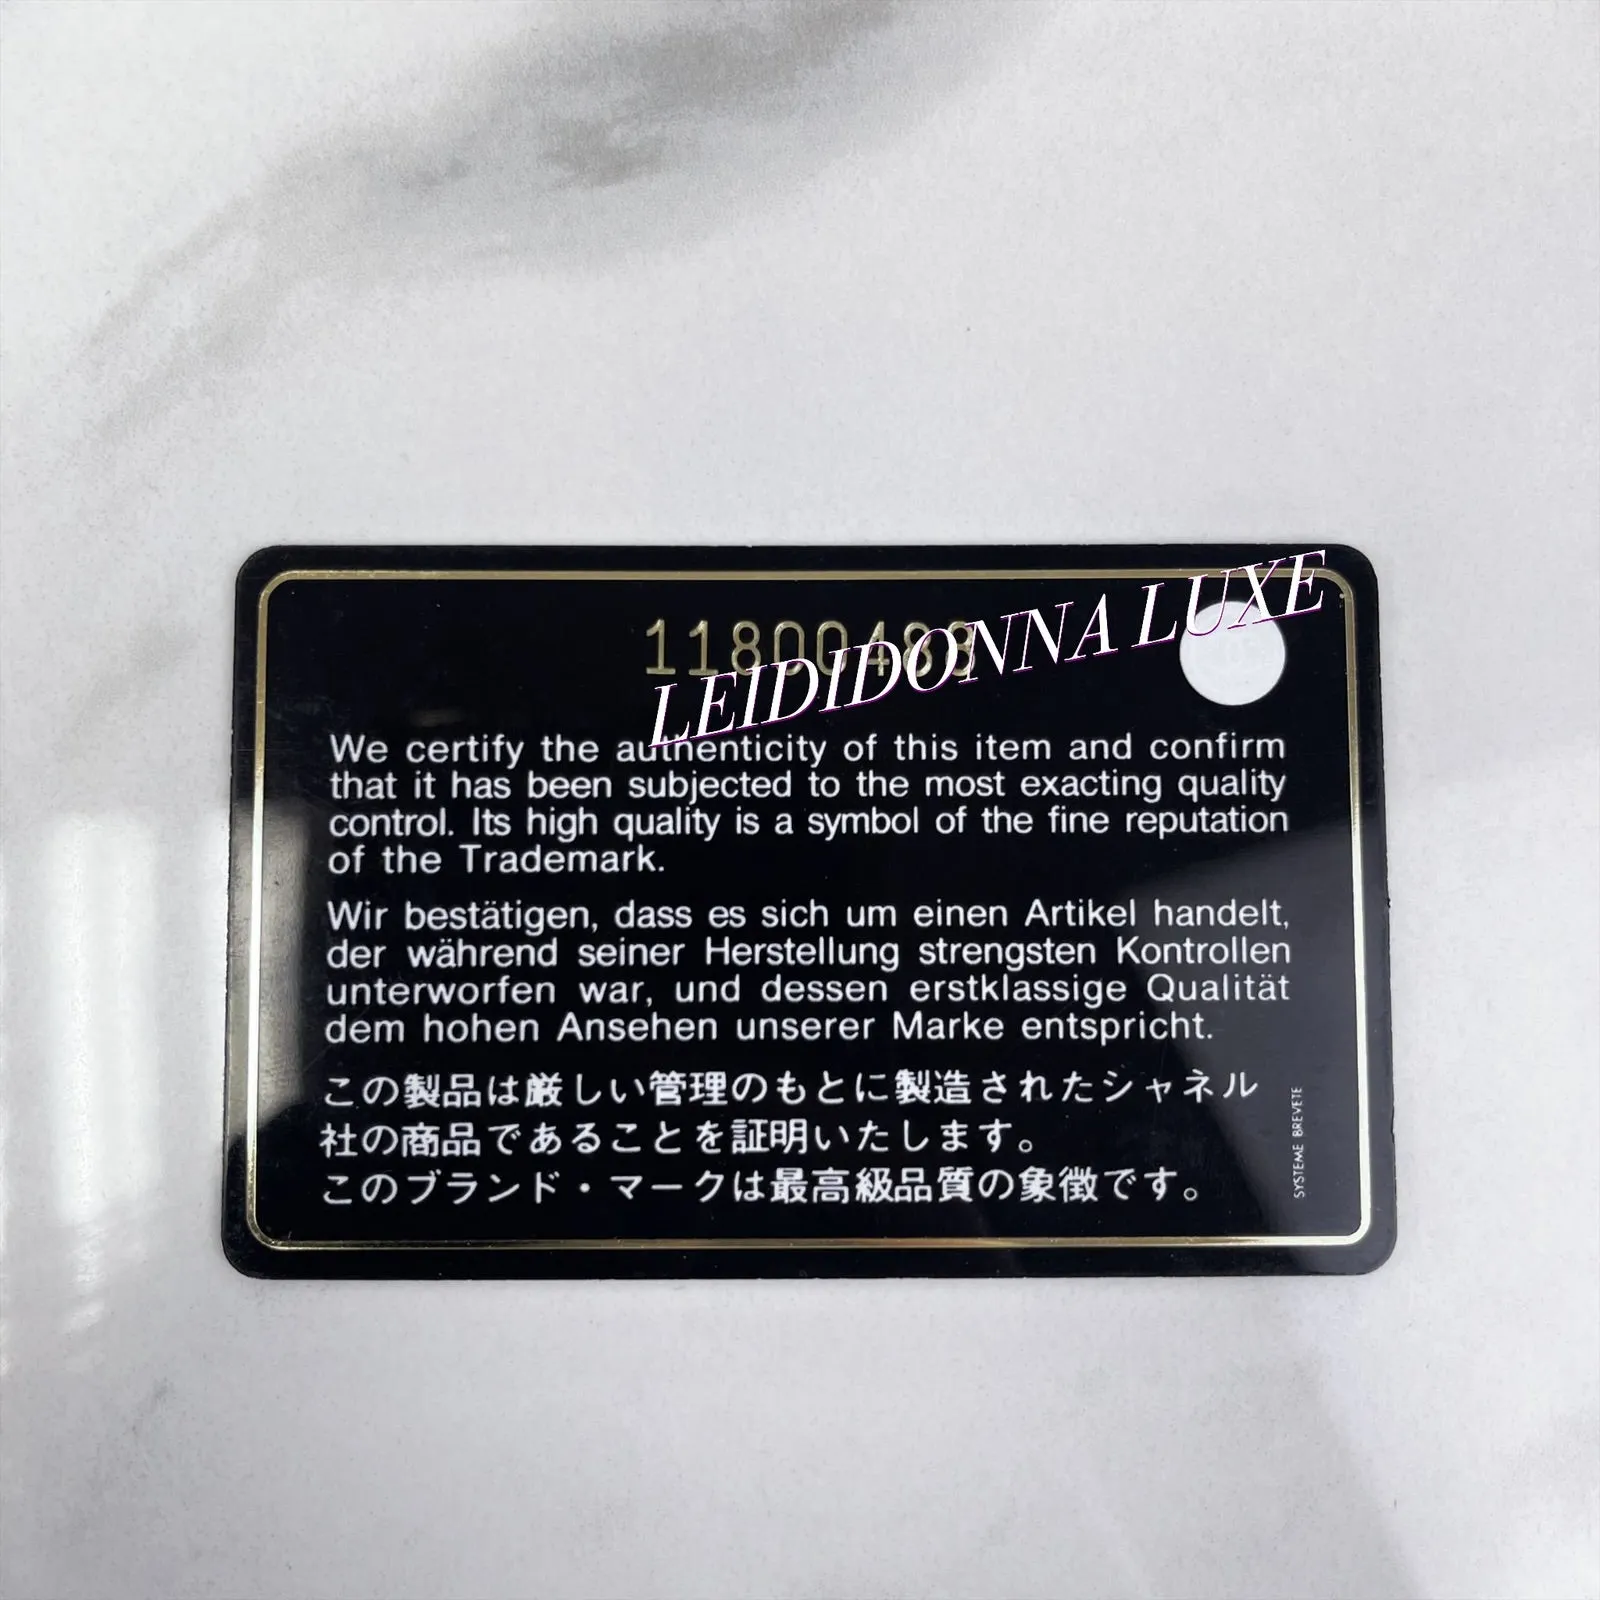 11800488
LEIDIDONNA LUXE
We certify the authenticity of this item and confirm
that it has been subjected to the most exacting quality
control. Its high quality is a symbol of the fine reputation
of the Trademark.
Wir bestätigen, dass es sich um einen Artikel handelt,
der während seiner Herstellung strengsten Kontrollen
unterworfen war, und dessen erstklassige Qualität
dem hohen Ansehen unserer Marke entspricht.
この製品は厳しい管理のもとに製造されたシャネル
社の商品であることを証明いたします。
このブランド・マークは最高級品質の象徴です。
SYSTEME BREVETE